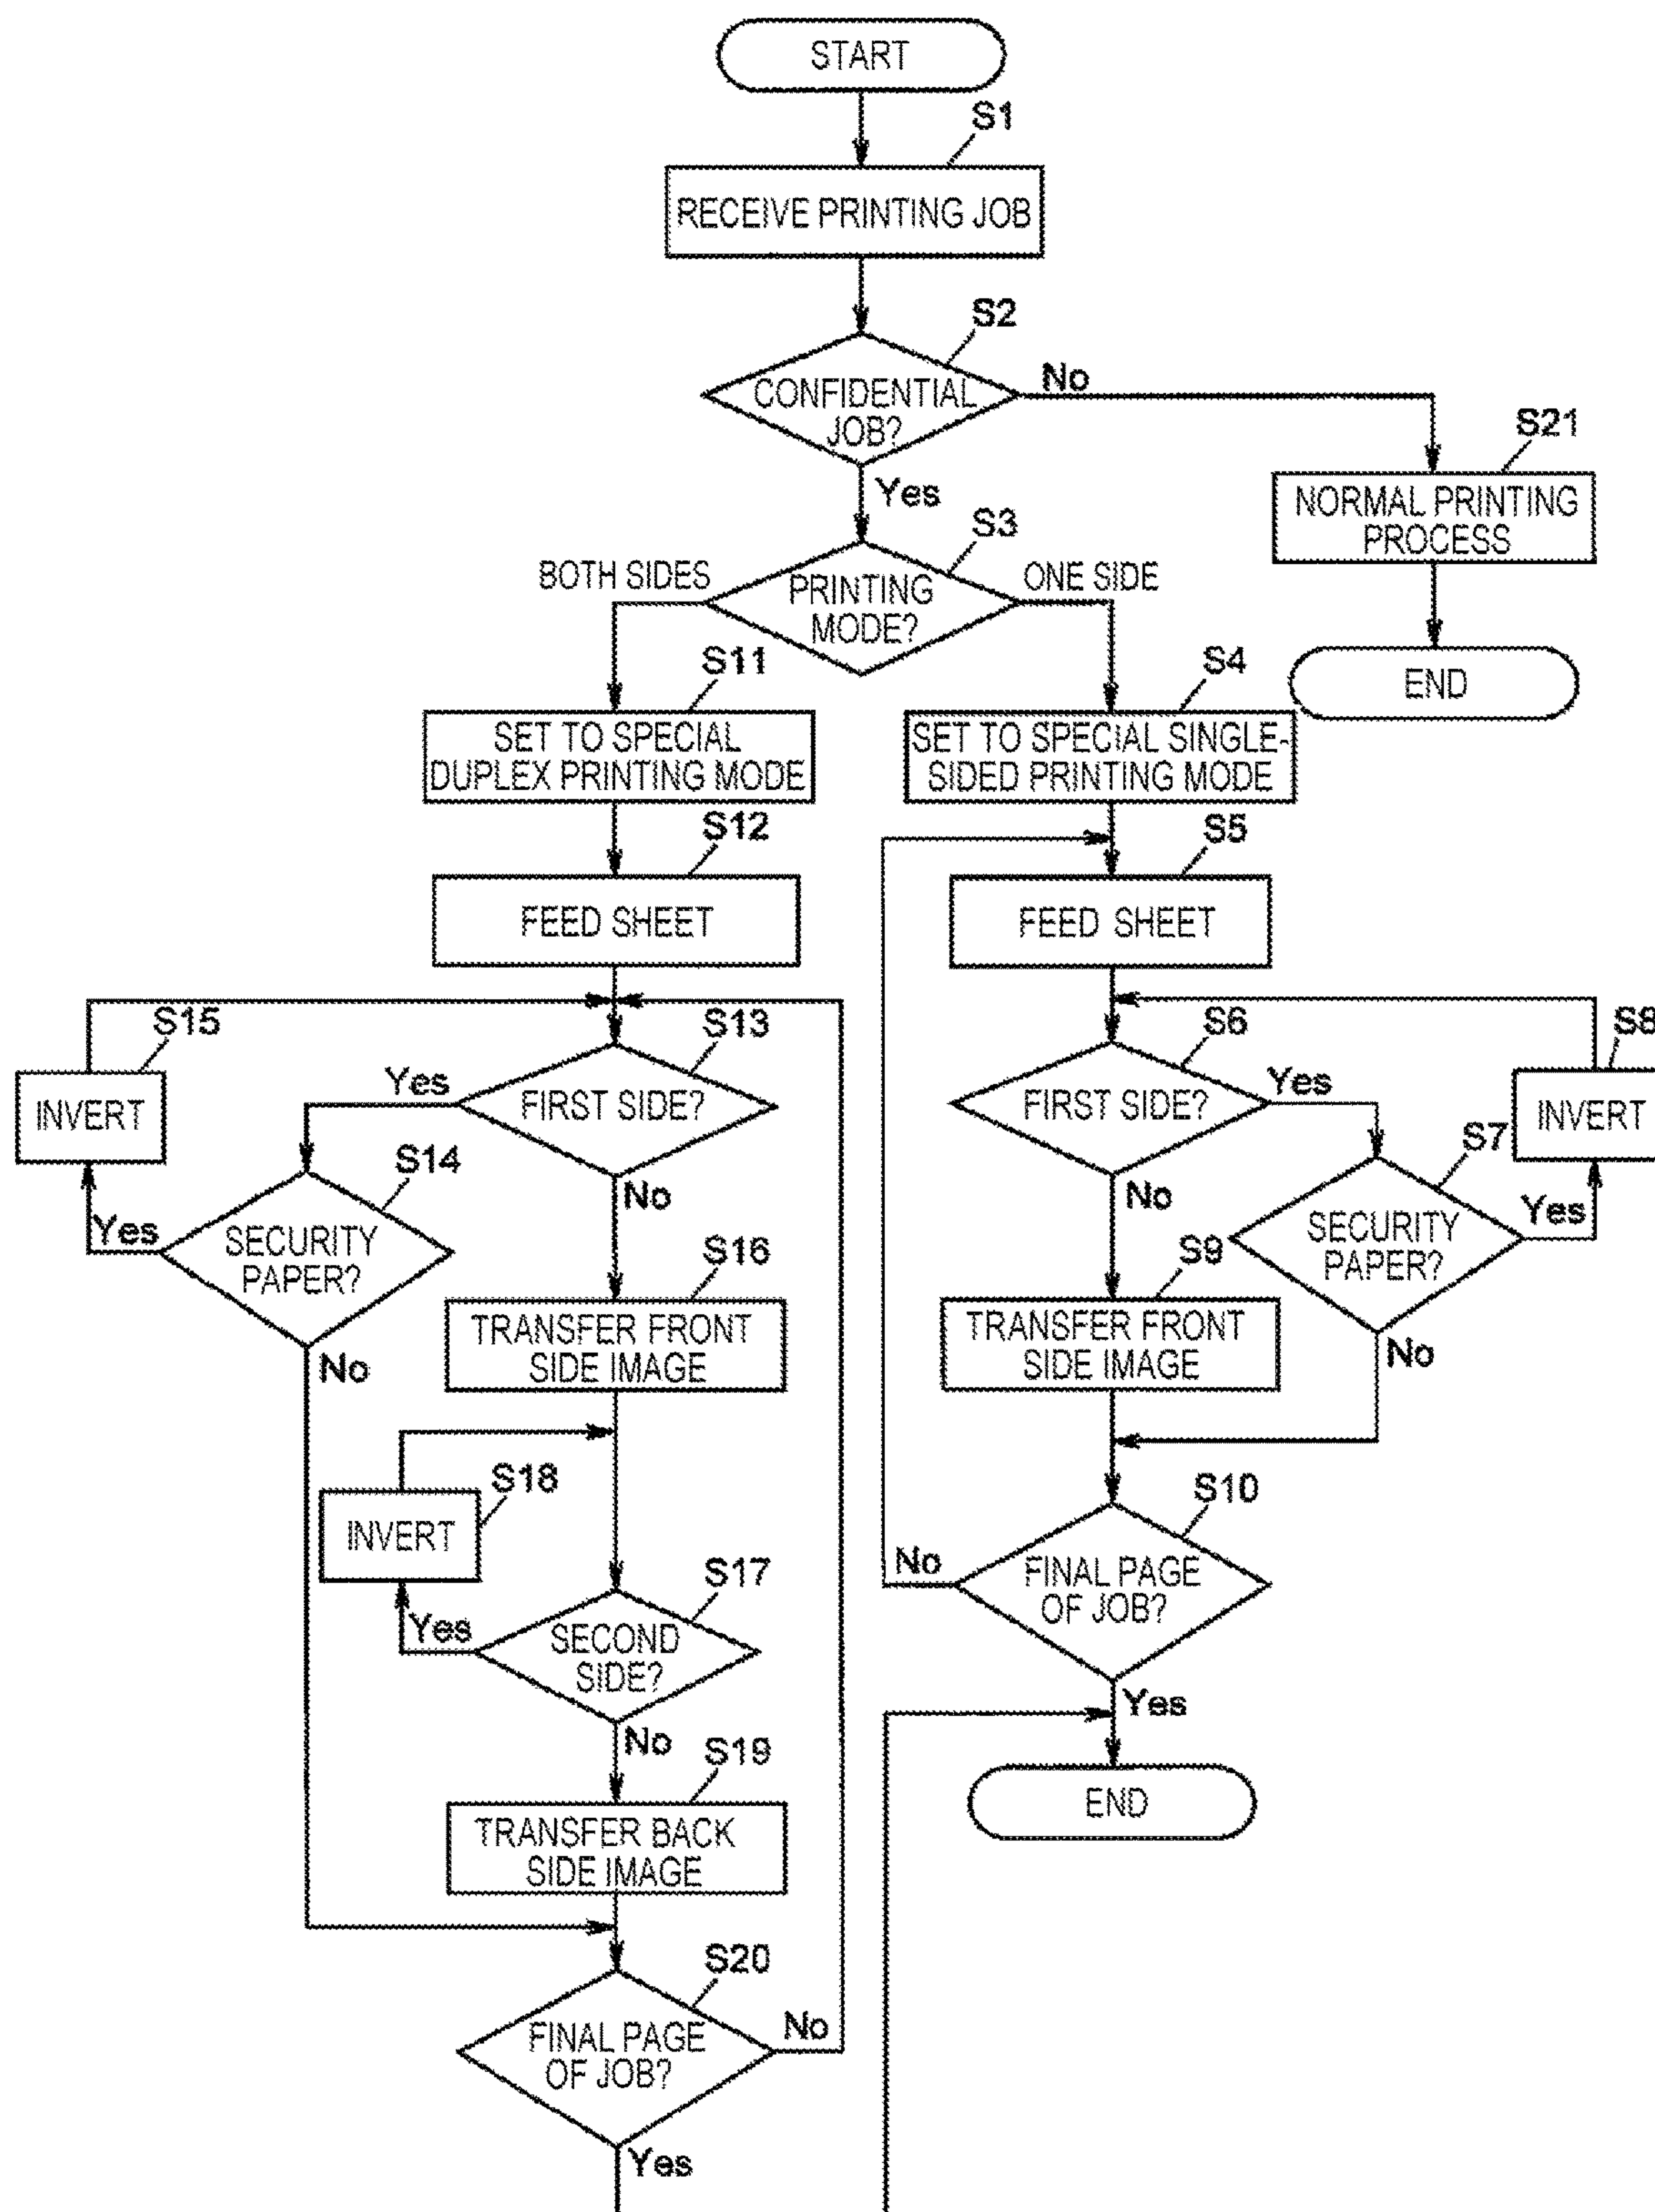 START
S1
RECEIVE PRINTING JOB
S2
CONFIDENTIAL
JOB?
No
Yes
S21
NORMAL PRINTING
PROCESS
END
S3
PRINTING
MODE?
BOTH SIDES
ONE SIDE
S11
SET TO SPECIAL
DUPLEX PRINTING MODE
S4
SET TO SPECIAL SINGLE-
SIDED PRINTING MODE
S12
FEED SHEET
S5
FEED SHEET
S15
INVERT
S13
FIRST SIDE?
Yes
No
S14
SECURITY
PAPER?
Yes
No
S6
FIRST SIDE?
Yes
No
S8
INVERT
S7
SECURITY
PAPER?
Yes
No
S16
TRANSFER FRONT
SIDE IMAGE
S9
TRANSFER FRONT
SIDE IMAGE
S18
INVERT
S17
SECOND
SIDE?
Yes
No
S10
FINAL PAGE
OF JOB?
No
Yes
END
S19
TRANSFER BACK
SIDE IMAGE
S20
FINAL PAGE
OF JOB?
No
Yes